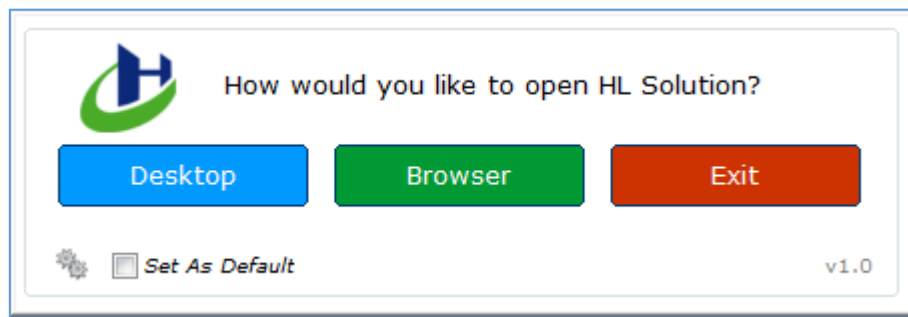 How would you like to open HL Solution?
Desktop Browser Exit
Set As Default v1.0